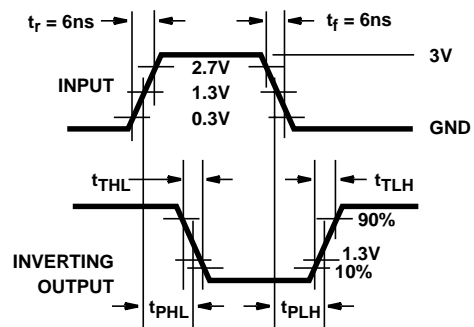 tr = 6ns
tf = 6ns
3V
INPUT
2.7V
1.3V
0.3V
GND
tTHL
tTLH
90%
INVERTING
OUTPUT
1.3V
10%
tPHL
tPLH